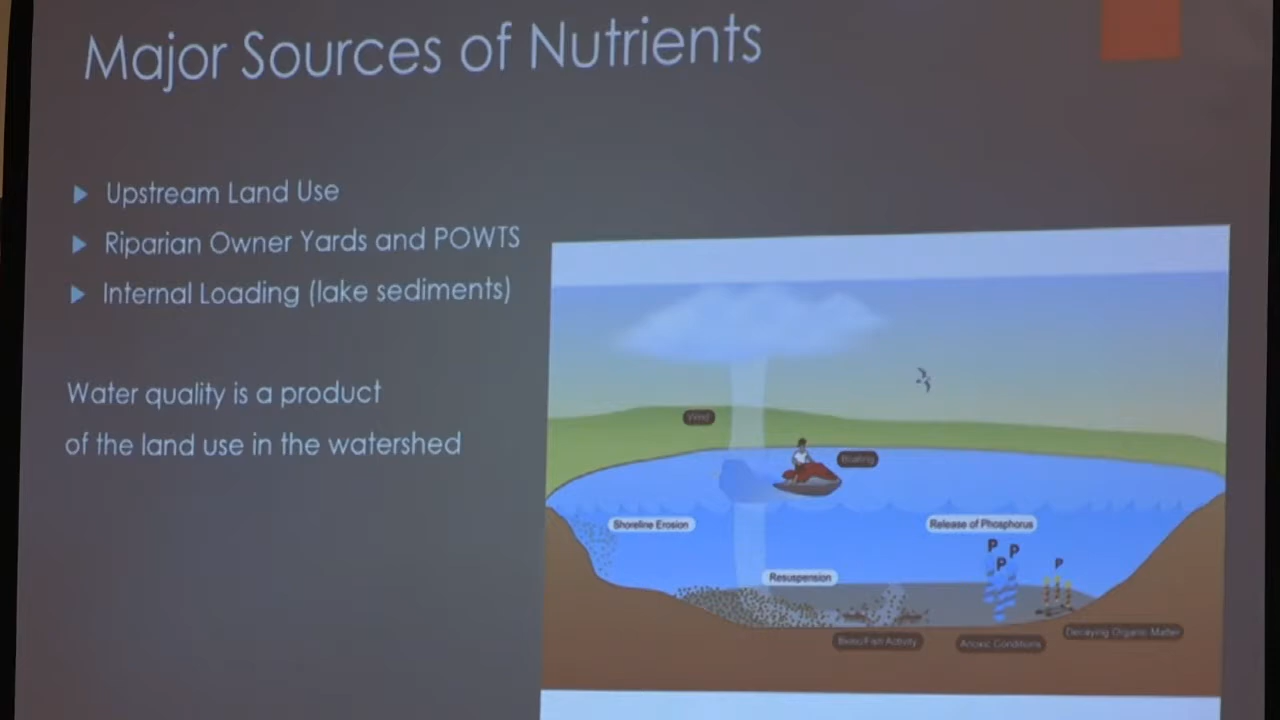 Major Sources of Nutrients
Upstream Land Use
Riparian Owner Yards and POWTS
Internal Loading (lake sediments)
Water quality is a product
of the land use in the watershed
Wind
Boating
Shoreline Erosion
Release of Phosphorus
P
P
P
P
Resuspension
Decaying Organic Matter
Anoxic Conditions